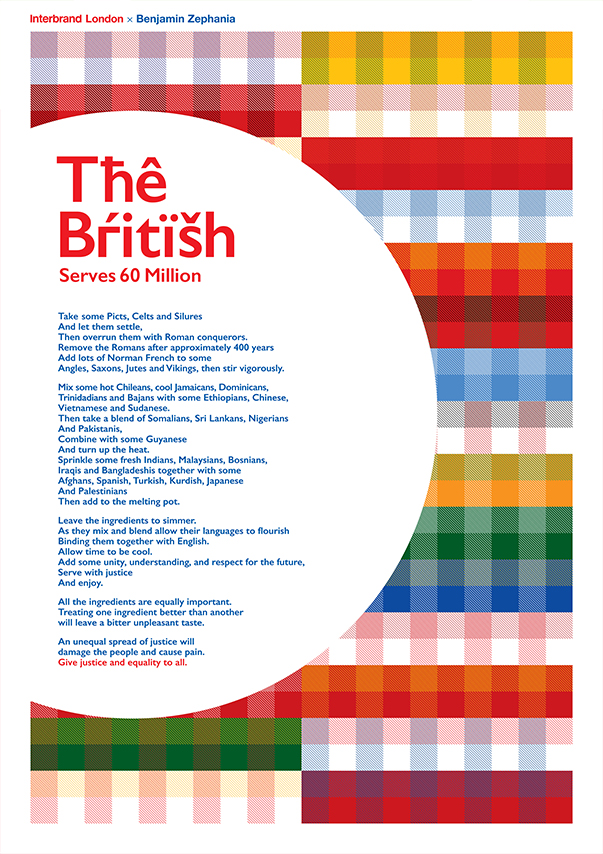 Interbrand London × Benjamin Zephania
Tħê
Bŕitïšh
Serves 60 Million
Take some Picts, Celts and Silures
And let them settle,
Then overrun them with Roman conquerors.
Remove the Romans after approximately 400 years
Add lots of Norman French to some
Angles, Saxons, Jutes and Vikings, then stir vigorously.
Mix some hot Chileans, cool Jamaicans, Dominicans,
Trinidadians and Bajans with some Ethiopians, Chinese,
Vietnamese and Sudanese.
Then take a blend of Somalians, Sri Lankans, Nigerians
And Pakistanis,
Combine with some Guyanese
And turn up the heat.
Sprinkle some fresh Indians, Malaysians, Bosnians,
Iraqis and Bangladeshis together with some
Afghans, Spanish, Turkish, Kurdish, Japanese
And Palestinians
Then add to the melting pot.
Leave the ingredients to simmer.
As they mix and blend allow their languages to flourish
Binding them together with English.
Allow time to be cool.
Add some unity, understanding, and respect for the future,
Serve with justice
And enjoy.
All the ingredients are equally important.
Treating one ingredient better than another
will leave a bitter unpleasant taste.
An unequal spread of justice will
damage the people and cause pain.
Give justice and equality to all.